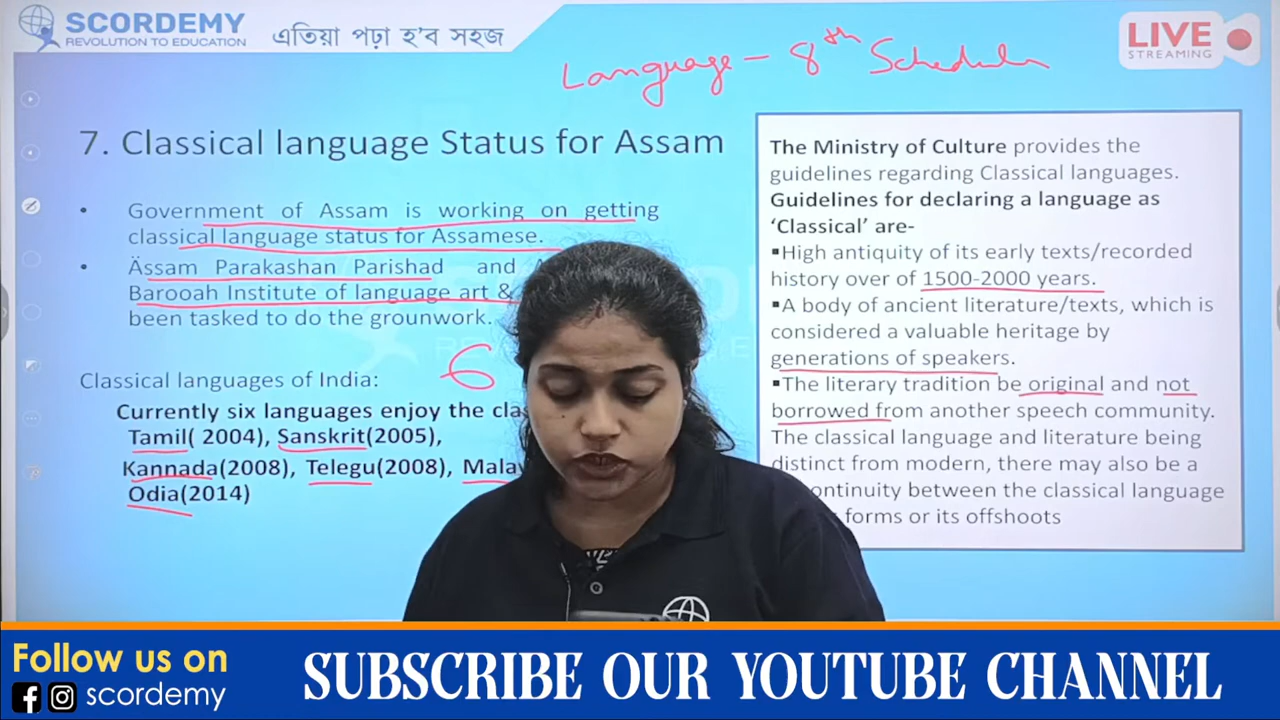 SCORDEMY
REVOLUTION TO EDUCATION
এতিয়া পঢ়া হ'ব সহজ
LIVE
STREAMING
Language - 8th Schedule
7. Classical language Status for Assam
• Government of Assam is working on getting
classical language status for Assamese.
• Ässam Parakashan Parishad and
Barooah Institute of language art &
been tasked to do the grounwork.
6
Classical languages of India:
Currently six languages enjoy the
Tamil( 2004), Sanskrit(2005),
Kannada(2008), Telegu(2008),
Odia(2014)
The Ministry of Culture provides the
guidelines regarding Classical languages.
Guidelines for declaring a language as
‘Classical’ are-
▪High antiquity of its early texts/recorded
history over of 1500-2000 years.
▪A body of ancient literature/texts, which is
considered a valuable heritage by
generations of speakers.
▪The literary tradition be original and not
borrowed from another speech community.
The classical language and literature being
distinct from modern, there may also be a
between the classical language
forms or its offshoots
Follow us on
scordemy
SUBSCRIBE OUR YOUTUBE CHANNEL